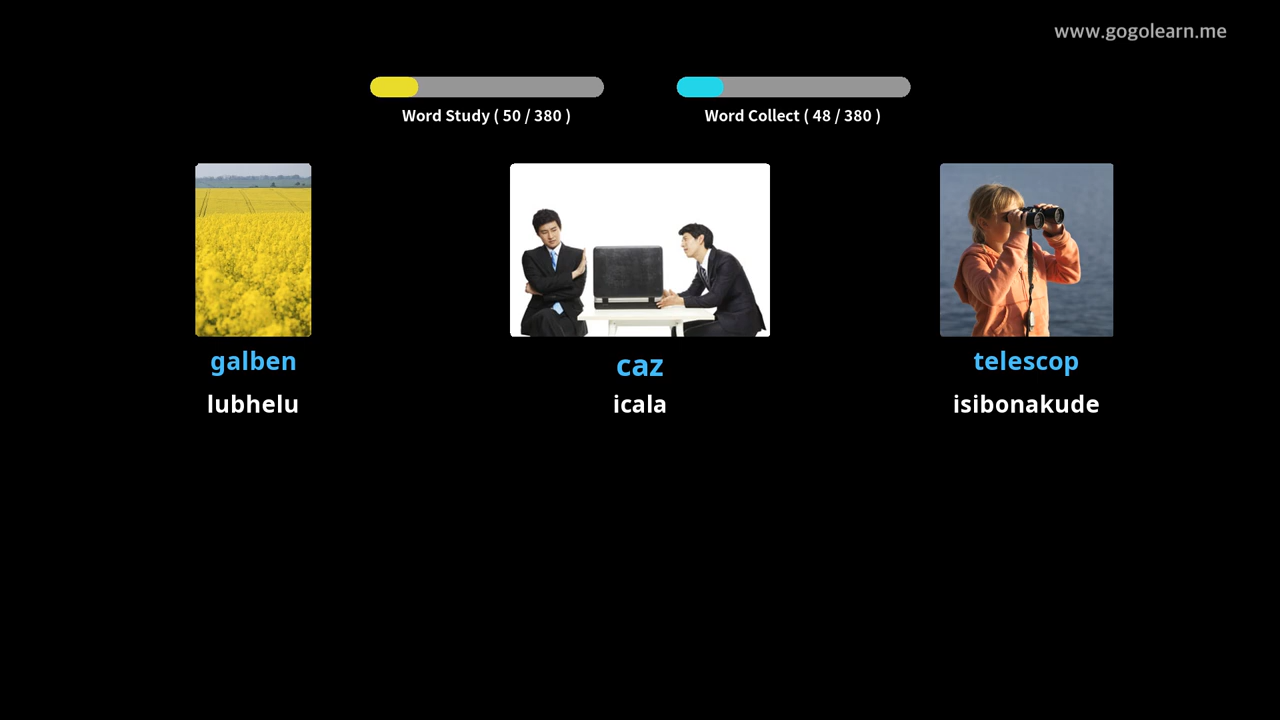 www.gogolearn.me
Word Study ( 50 / 380 )
Word Collect ( 48 / 380 )
galben
caz
telescop
lubhelu
icala
isibonakude